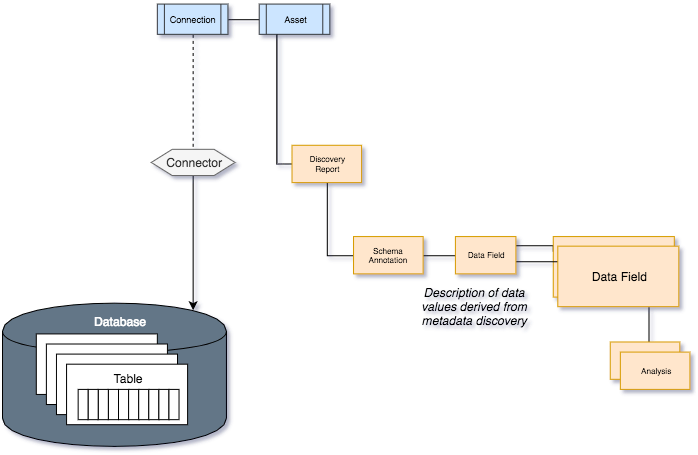 Connection
Asset
Connector
Discovery
Report
Schema
Annotation
Data Field
Data Field
Description of data
values derived from
metadata discovery
Database
Table
Analysis